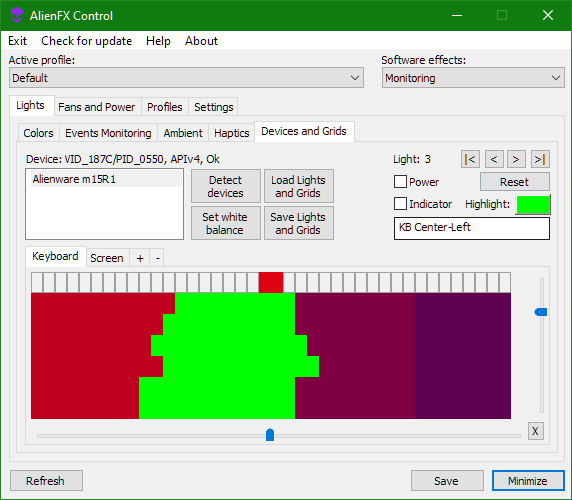 AlienFX Control
Exit Check for update Help About
Active profile: Software effects:
Default Monitoring
Lights Fans and Power Profiles Settings
Colors Events Monitoring Ambient Haptics Devices and Grids
Device: VID_187C/PID_0550, APIv4, Ok Light: 3 |< < > >|
Alienware m15R1
Detect devices
Load Lights and Grids
Power Reset
Set white balance
Save Lights and Grids
Indicator Highlight:
KB Center-Left
Keyboard Screen + -
X
Refresh Save Minimize